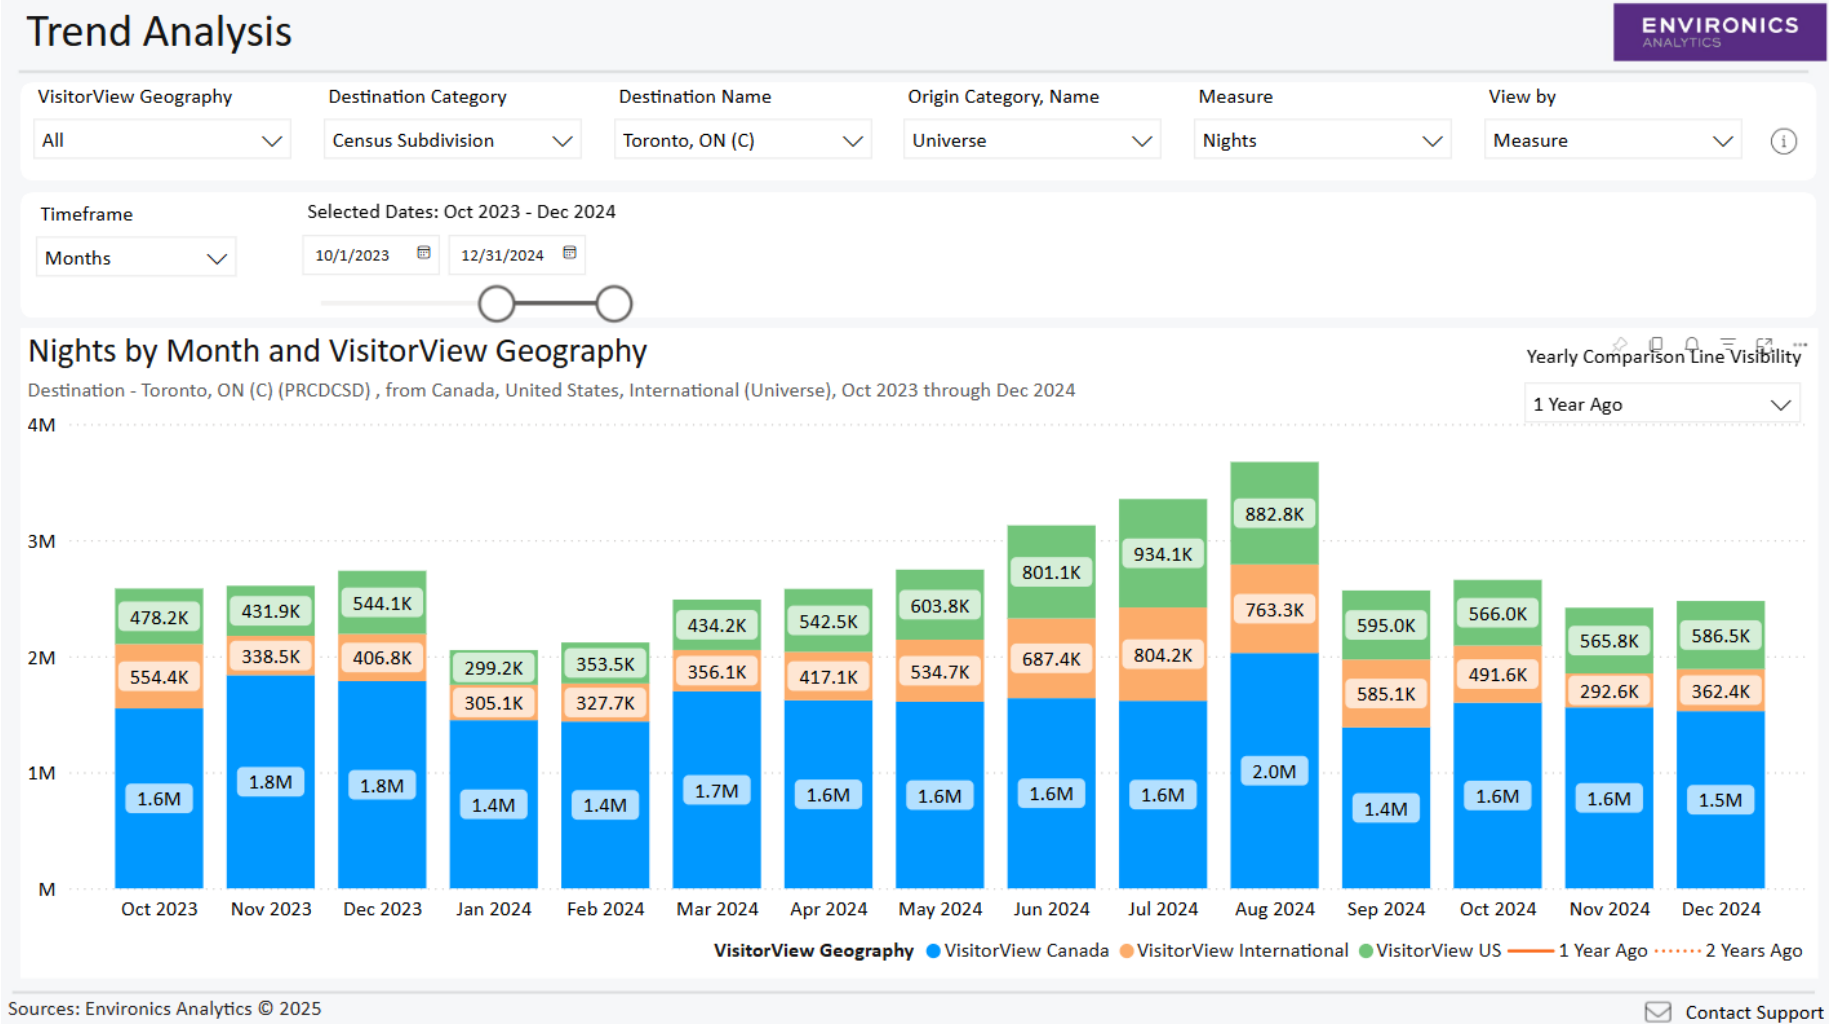 Trend Analysis
ENVIRONICS
ANALYTICS
VisitorView Geography
Destination Category
Destination Name
Origin Category, Name
Measure
View by
All
Census Subdivision
Toronto, ON (C)
Universe
Nights
Measure
Timeframe
Selected Dates: Oct 2023 - Dec 2024
Months
10/1/2023
12/31/2024
Nights by Month and VisitorView Geography
Yearly Comparison Line Visibility
Destination - Toronto, ON (C) (PRCDCSD) , from Canada, United States, International (Universe), Oct 2023 through Dec 2024
1 Year Ago
4M
3M
2M
1M
M
478.2K
554.4K
1.6M
431.9K
338.5K
1.8M
544.1K
406.8K
1.8M
299.2K
305.1K
1.4M
353.5K
327.7K
1.4M
434.2K
356.1K
1.7M
542.5K
417.1K
1.6M
603.8K
534.7K
1.6M
801.1K
687.4K
1.6M
934.1K
804.2K
1.6M
882.8K
763.3K
2.0M
595.0K
585.1K
1.4M
566.0K
491.6K
1.6M
565.8K
292.6K
1.6M
586.5K
362.4K
1.5M
Oct 2023
Nov 2023
Dec 2023
Jan 2024
Feb 2024
Mar 2024
Apr 2024
May 2024
Jun 2024
Jul 2024
Aug 2024
Sep 2024
Oct 2024
Nov 2024
Dec 2024
VisitorView Geography VisitorView Canada VisitorView International VisitorView US 1 Year Ago 2 Years Ago
Sources: Environics Analytics © 2025
Contact Support